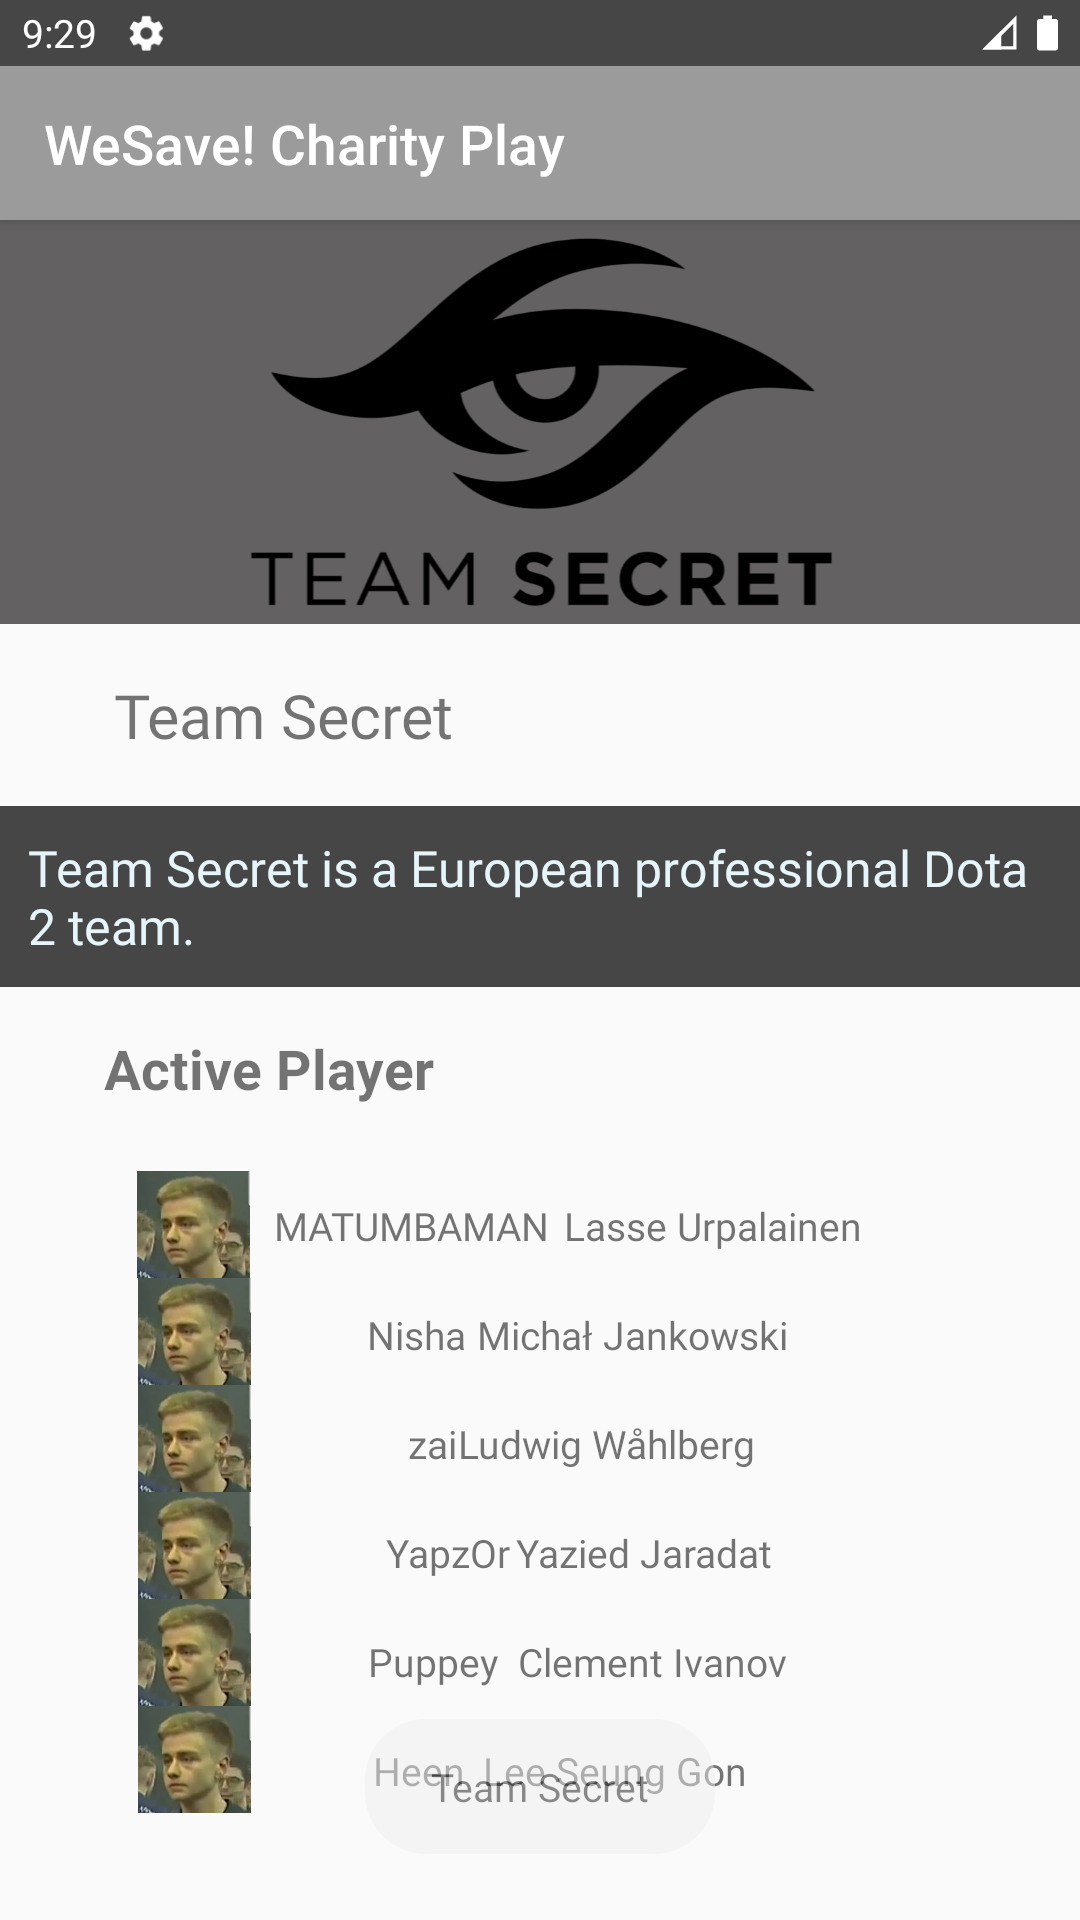 9:29
WeSave! Charity Play
TEAM SECRET
Team Secret
Team Secret is a European professional Dota
2 team.
Active Player
MATUMBAMAN Lasse Urpalainen
Nisha Michał Jankowski
zaiLudwig Wåhlberg
YapzOr Yazied Jaradat
Puppey Clement Ivanov
Heen Lee Seung Gon
Team Secret